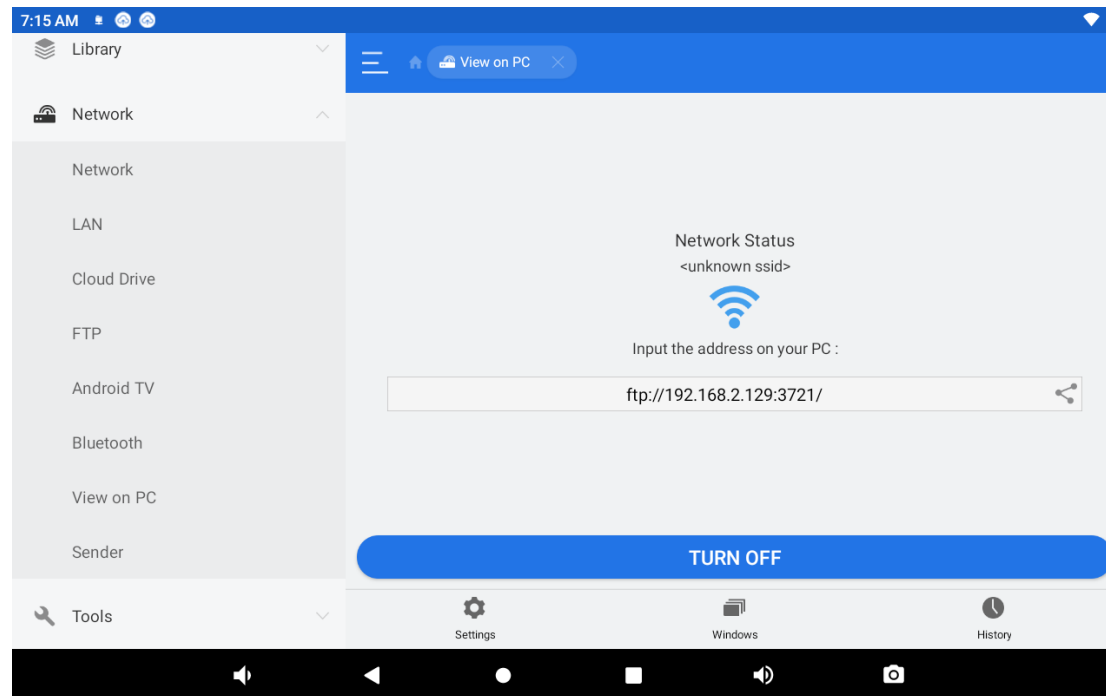 7:15 AM
Library
Network
Network
LAN
Cloud Drive
FTP
Android TV
Bluetooth
View on PC
Sender
Tools
View on PC
Network Status
<unknown ssid>
Input the address on your PC :
ftp://192.168.2.129:3721/
TURN OFF
Settings
Windows
History